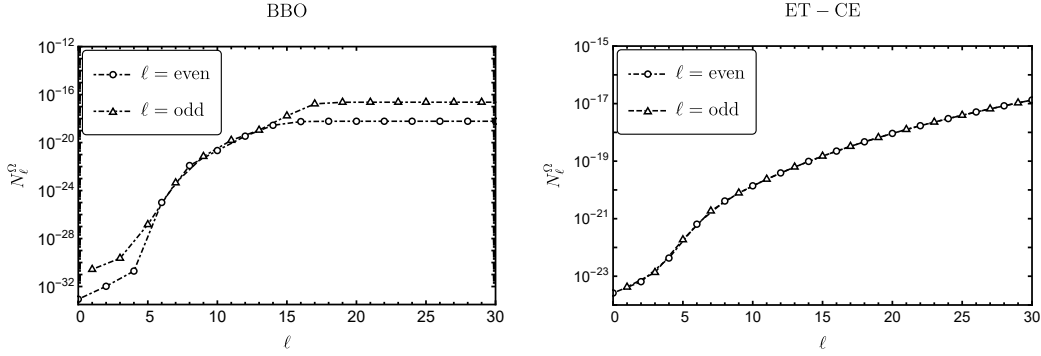 BBO
10⁻¹²
10⁻¹⁶
10⁻²⁰
10⁻²⁴
10⁻²⁸
10⁻³²
N_ℓ^Ω
ℓ = even
ℓ = odd
0 5 10 15 20 25 30
ℓ
ET − CE
10⁻¹⁵
10⁻¹⁷
10⁻¹⁹
10⁻²¹
10⁻²³
N_ℓ^Ω
ℓ = even
ℓ = odd
0 5 10 15 20 25 30
ℓ